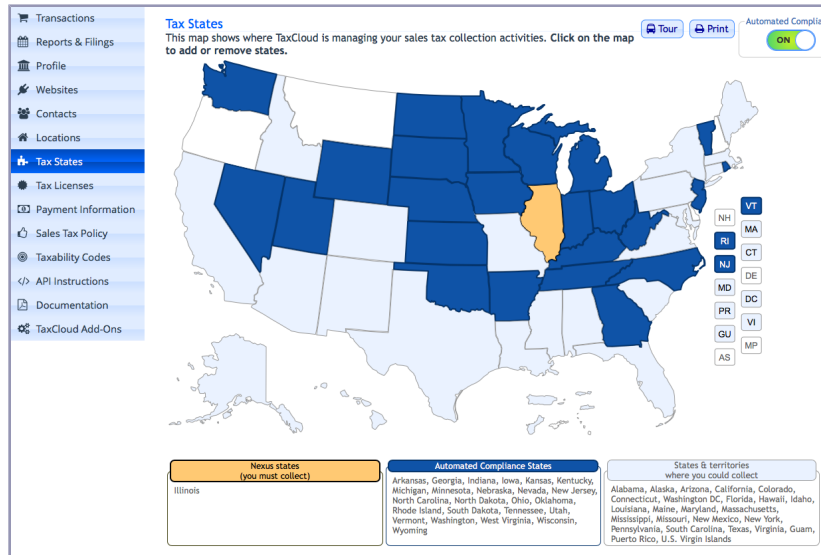 Transactions
Reports & Filings
Profile
Websites
Contacts
Locations
Tax States
Tax Licenses
Payment Information
Sales Tax Policy
Taxability Codes
API Instructions
Documentation
TaxCloud Add-Ons
Tax States
This map shows where TaxCloud is managing your sales tax collection activities. Click on the map
to add or remove states.
Tour
Print
Automated Complia
ON
VT
NH
MA
RI
CT
NJ
DE
MD
DC
PR
VI
GU
MP
AS
Nexus states
(you must collect)
Illinois
Automated Compliance States
Arkansas, Georgia, Indiana, Iowa, Kansas, Kentucky,
Michigan, Minnesota, Nebraska, Nevada, New Jersey,
North Carolina, North Dakota, Ohio, Oklahoma,
Rhode Island, South Dakota, Tennessee, Utah,
Vermont, Washington, West Virginia, Wisconsin,
Wyoming
States & territories
where you could collect
Alabama, Alaska, Arizona, California, Colorado,
Connecticut, Washington DC, Florida, Hawaii, Idaho,
Louisiana, Maine, Maryland, Massachusetts,
Mississippi, Missouri, New Mexico, New York,
Pennsylvania, South Carolina, Texas, Virginia, Guam,
Puerto Rico, U.S. Virgin Islands